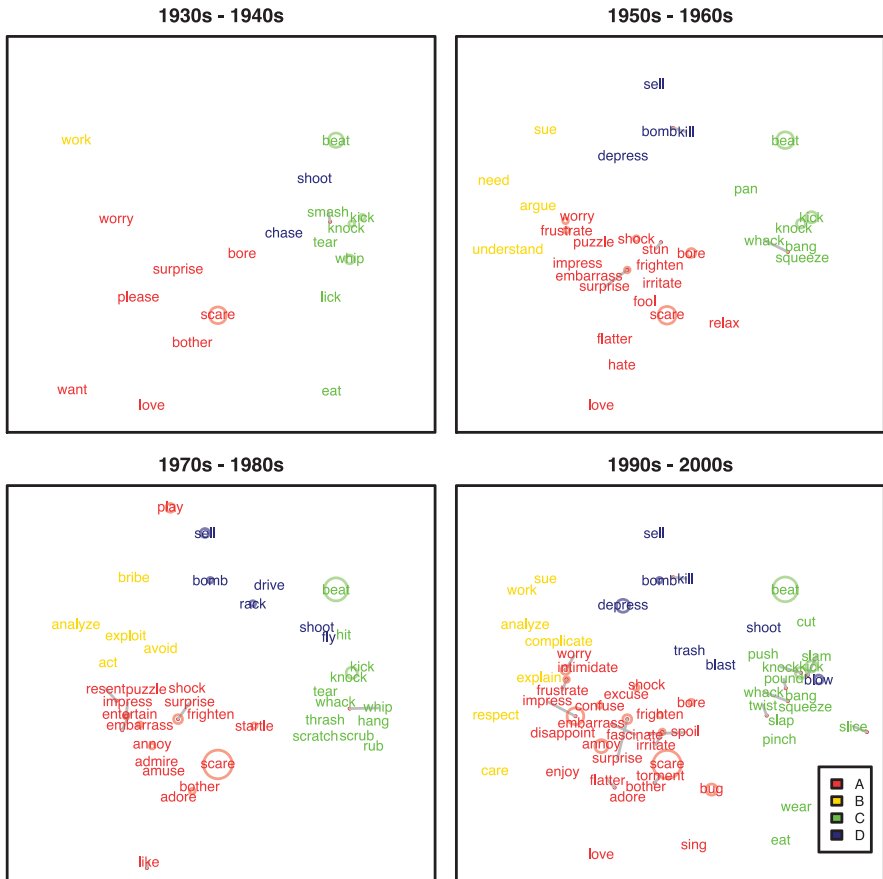 1930s - 1940s
work
beat
shoot
smash
kick
knock
worry
chase
tear
bore
whip
surprise
please
lick
scare
bother
want
eat
love
1950s - 1960s
sell
sue
bomb
kill
beat
depress
need
pan
argue
worry
kick
frustrate
knock
puzzle
shock
whack
understand
stun
bore
bang
impress
frighten
squeeze
embarrass
surprise
irritate
fool
scare
relax
flatter
hate
love
1970s - 1980s
play
sell
bribe
bomb
drive
beat
rack
analyze
shoot
exploit
fly
hit
avoid
act
kick
knock
resent
puzzle
shock
tear
impress
surprise
whack
whip
entertain
frighten
thrash
hang
embarrass
startle
scratch
scrub
annoy
rub
admire
scare
amuse
bother
adore
like
1990s - 2000s
sell
sue
bomb
kill
work
beat
depress
analyze
shoot
cut
complicate
trash
worry
push
slam
intimidate
blast
knock
kick
explain
pound
blow
frustrate
shock
whack
bang
impress
excuse
confuse
bore
twist
squeeze
respect
embarrass
frighten
slap
slice
disappoint
fascinate
spoil
annoy
irritate
pinch
surprise
care
enjoy
scare
flatter
torment
bother
bug
adore
wear
love
sing
eat
A
B
C
D